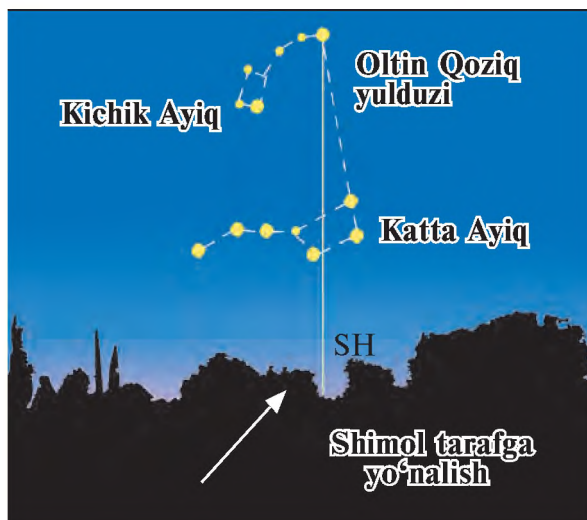 Oltin Qoziq
yulduzi
Kichik Ayiq
Katta Ayiq
SH
Shimol tarafga
yo‘nalish